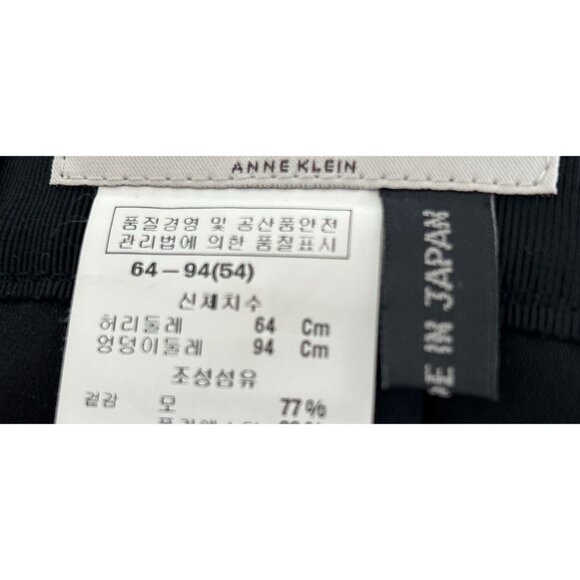 ANNE KLEIN
품질경영 및 공산품안전
관리법에 의한 품질표시
64-94(54)
신체치수
허리둘레 64 Cm
엉덩이둘레 94 Cm
조성섬유
겉감 모 77%
IN JAPAN